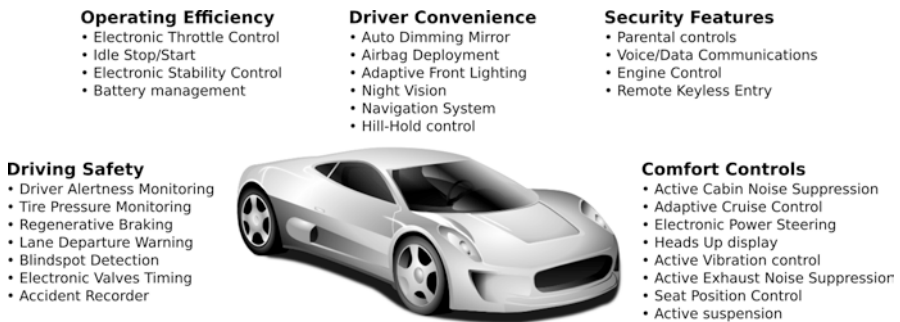 Operating Efficiency
• Electronic Throttle Control
• Idle Stop/Start
• Electronic Stability Control
• Battery management
Driver Convenience
• Auto Dimming Mirror
• Airbag Deployment
• Adaptive Front Lighting
• Night Vision
• Navigation System
• Hill-Hold control
Security Features
• Parental controls
• Voice/Data Communications
• Engine Control
• Remote Keyless Entry
Driving Safety
• Driver Alertness Monitoring
• Tire Pressure Monitoring
• Regenerative Braking
• Lane Departure Warning
• Blindspot Detection
• Electronic Valves Timing
• Accident Recorder
Comfort Controls
• Active Cabin Noise Suppression
• Adaptive Cruise Control
• Electronic Power Steering
• Heads Up display
• Active Vibration control
• Active Exhaust Noise Suppression
• Seat Position Control
• Active suspension